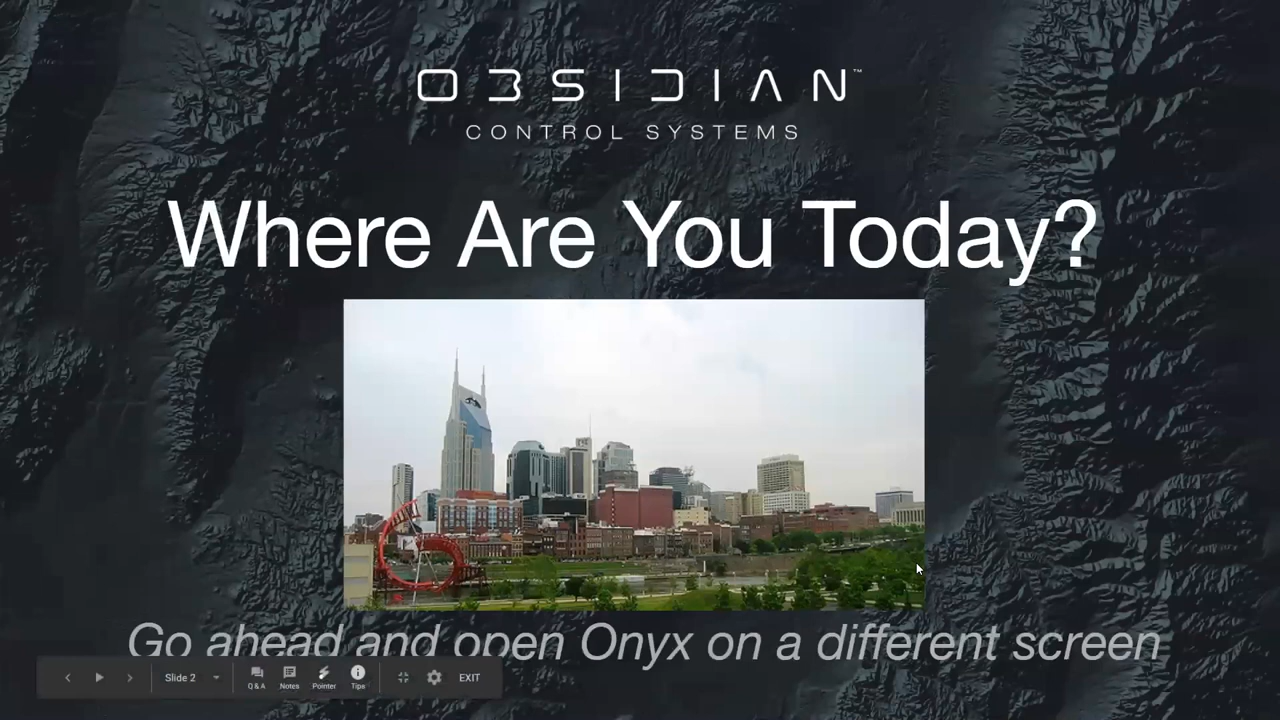 OBSIDIAN™
CONTROL SYSTEMS
Where Are You Today?
Go ahead and open Onyx on a different screen
Slide 2
Q & A
Notes
Pointer
Tips
EXIT